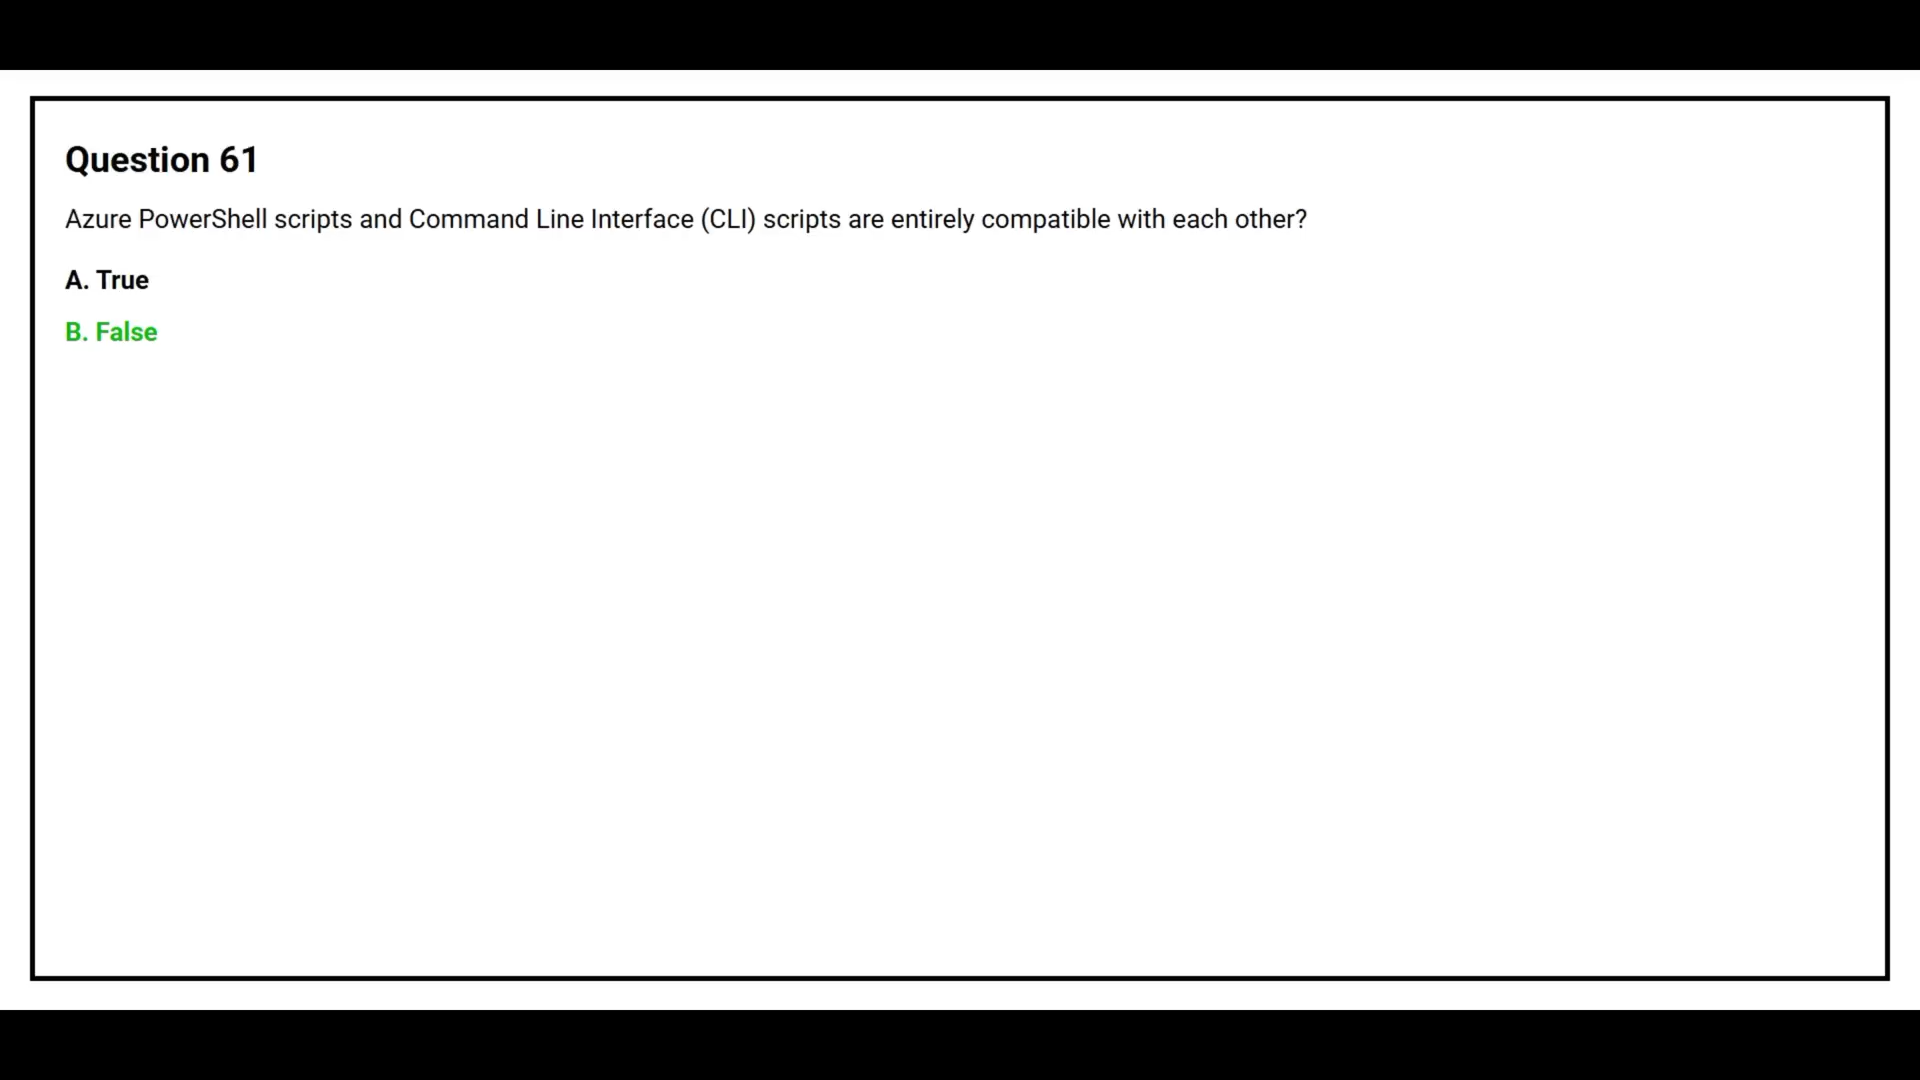 Question 61
Azure PowerShell scripts and Command Line Interface (CLI) scripts are entirely compatible with each other?
A. True
B. False